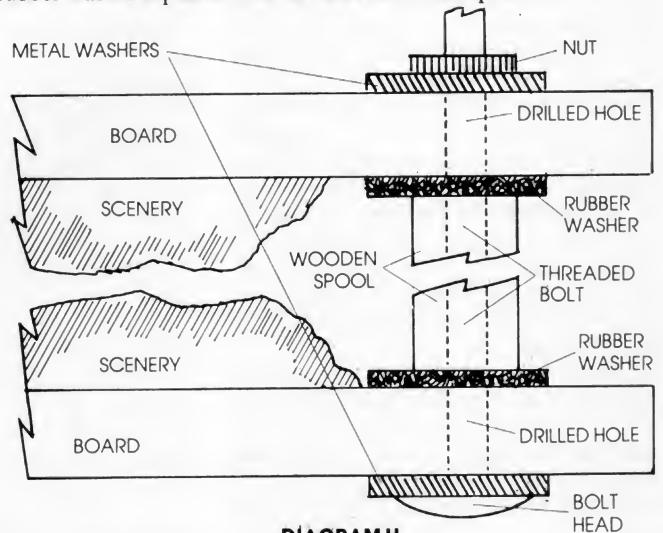 NUT
METAL WASHERS
DRILLED HOLE
BOARD
SCENERY
RUBBER
WASHER
WOODEN
SPOOL
THREADED
BOLT
RUBBER
WASHER
SCENERY
BOARD
DRILLED HOLE
BOLT
HEAD